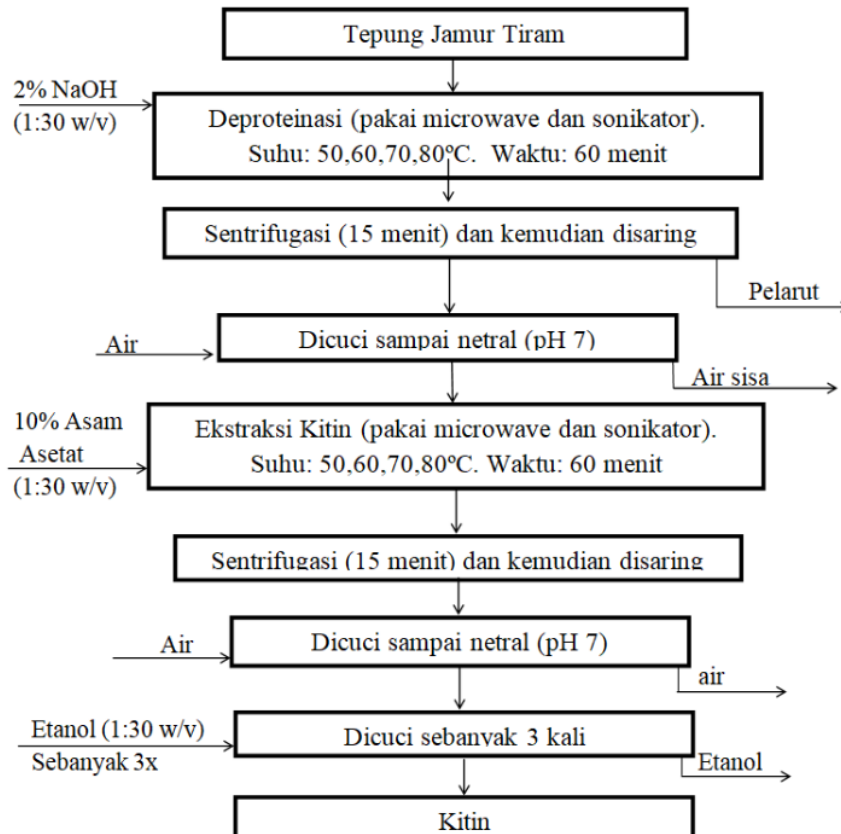 Tepung Jamur Tiram
2% NaOH
(1:30 w/v)
Deproteinasi (pakai microwave dan sonikator).
Suhu: 50,60,70,80ºC. Waktu: 60 menit
Sentrifugasi (15 menit) dan kemudian disaring
Pelarut
Air
Dicuci sampai netral (pH 7)
Air sisa
10% Asam
Asetat
(1:30 w/v)
Ekstraksi Kitin (pakai microwave dan sonikator).
Suhu: 50,60,70,80ºC. Waktu: 60 menit
Sentrifugasi (15 menit) dan kemudian disaring
Air
Dicuci sampai netral (pH 7)
air
Etanol (1:30 w/v)
Sebanyak 3x
Dicuci sebanyak 3 kali
Etanol
Kitin